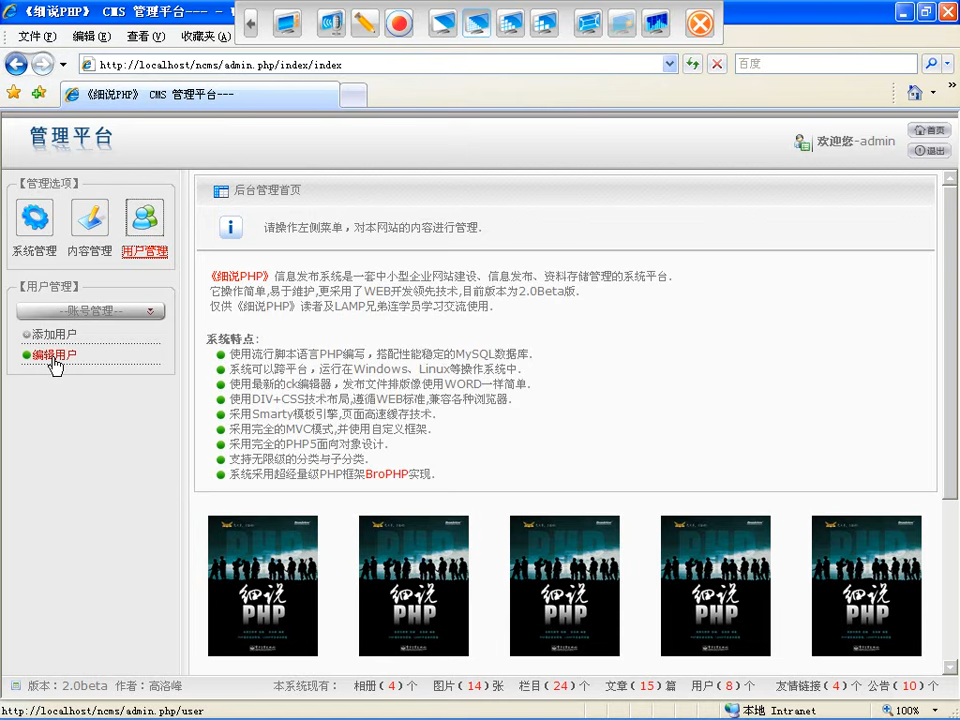 《细说PHP》 CMS 管理平台---
文件(F) 编辑(E) 查看(V) 收藏夹(A)
http://localhost/ncms/admin.php/index/index
百度
《细说PHP》 CMS 管理平台---
管理平台
欢迎您-admin
首页
退出
【管理选项】
系统管理 内容管理 用户管理
【用户管理】
--账号管理--
添加用户
编辑用户
后台管理首页
请操作左侧菜单，对本网站的内容进行管理.
《细说PHP》信息发布系统是一套中小型企业网站建设、信息发布、资料存储管理的系统平台.
它操作简单,易于维护,更采用了WEB开发领先技术,目前版本为2.0Beta版.
仅供《细说PHP》读者及LAMP兄弟连学员学习交流使用.
系统特点:
使用流行脚本语言PHP编写，搭配性能稳定的MySQL数据库.
系统可以跨平台，运行在Windows、Linux等操作系统中.
使用最新的ck编辑器，发布文件排版像使用WORD一样简单.
使用DIV+CSS技术布局,遵循WEB标准,兼容各种浏览器.
采用Smarty模板引擎,页面高速缓存技术.
采用完全的MVC模式,并使用自定义框架.
采用完全的PHP5面向对象设计.
支持无限级的分类与子分类.
系统采用超轻量级PHP框架BroPHP实现.
细说 PHP
细说 PHP
细说 PHP
细说 PHP
细说 PHP
版本：2.0beta 作者：高洛峰 本系统现有： 相册(4)个 图片(14)张 栏目(24)个 文章(15)篇 用户(8)个 友情链接(4)个 公告(10)个
http://localhost/ncms/admin.php/user
本地 Intranet
100%